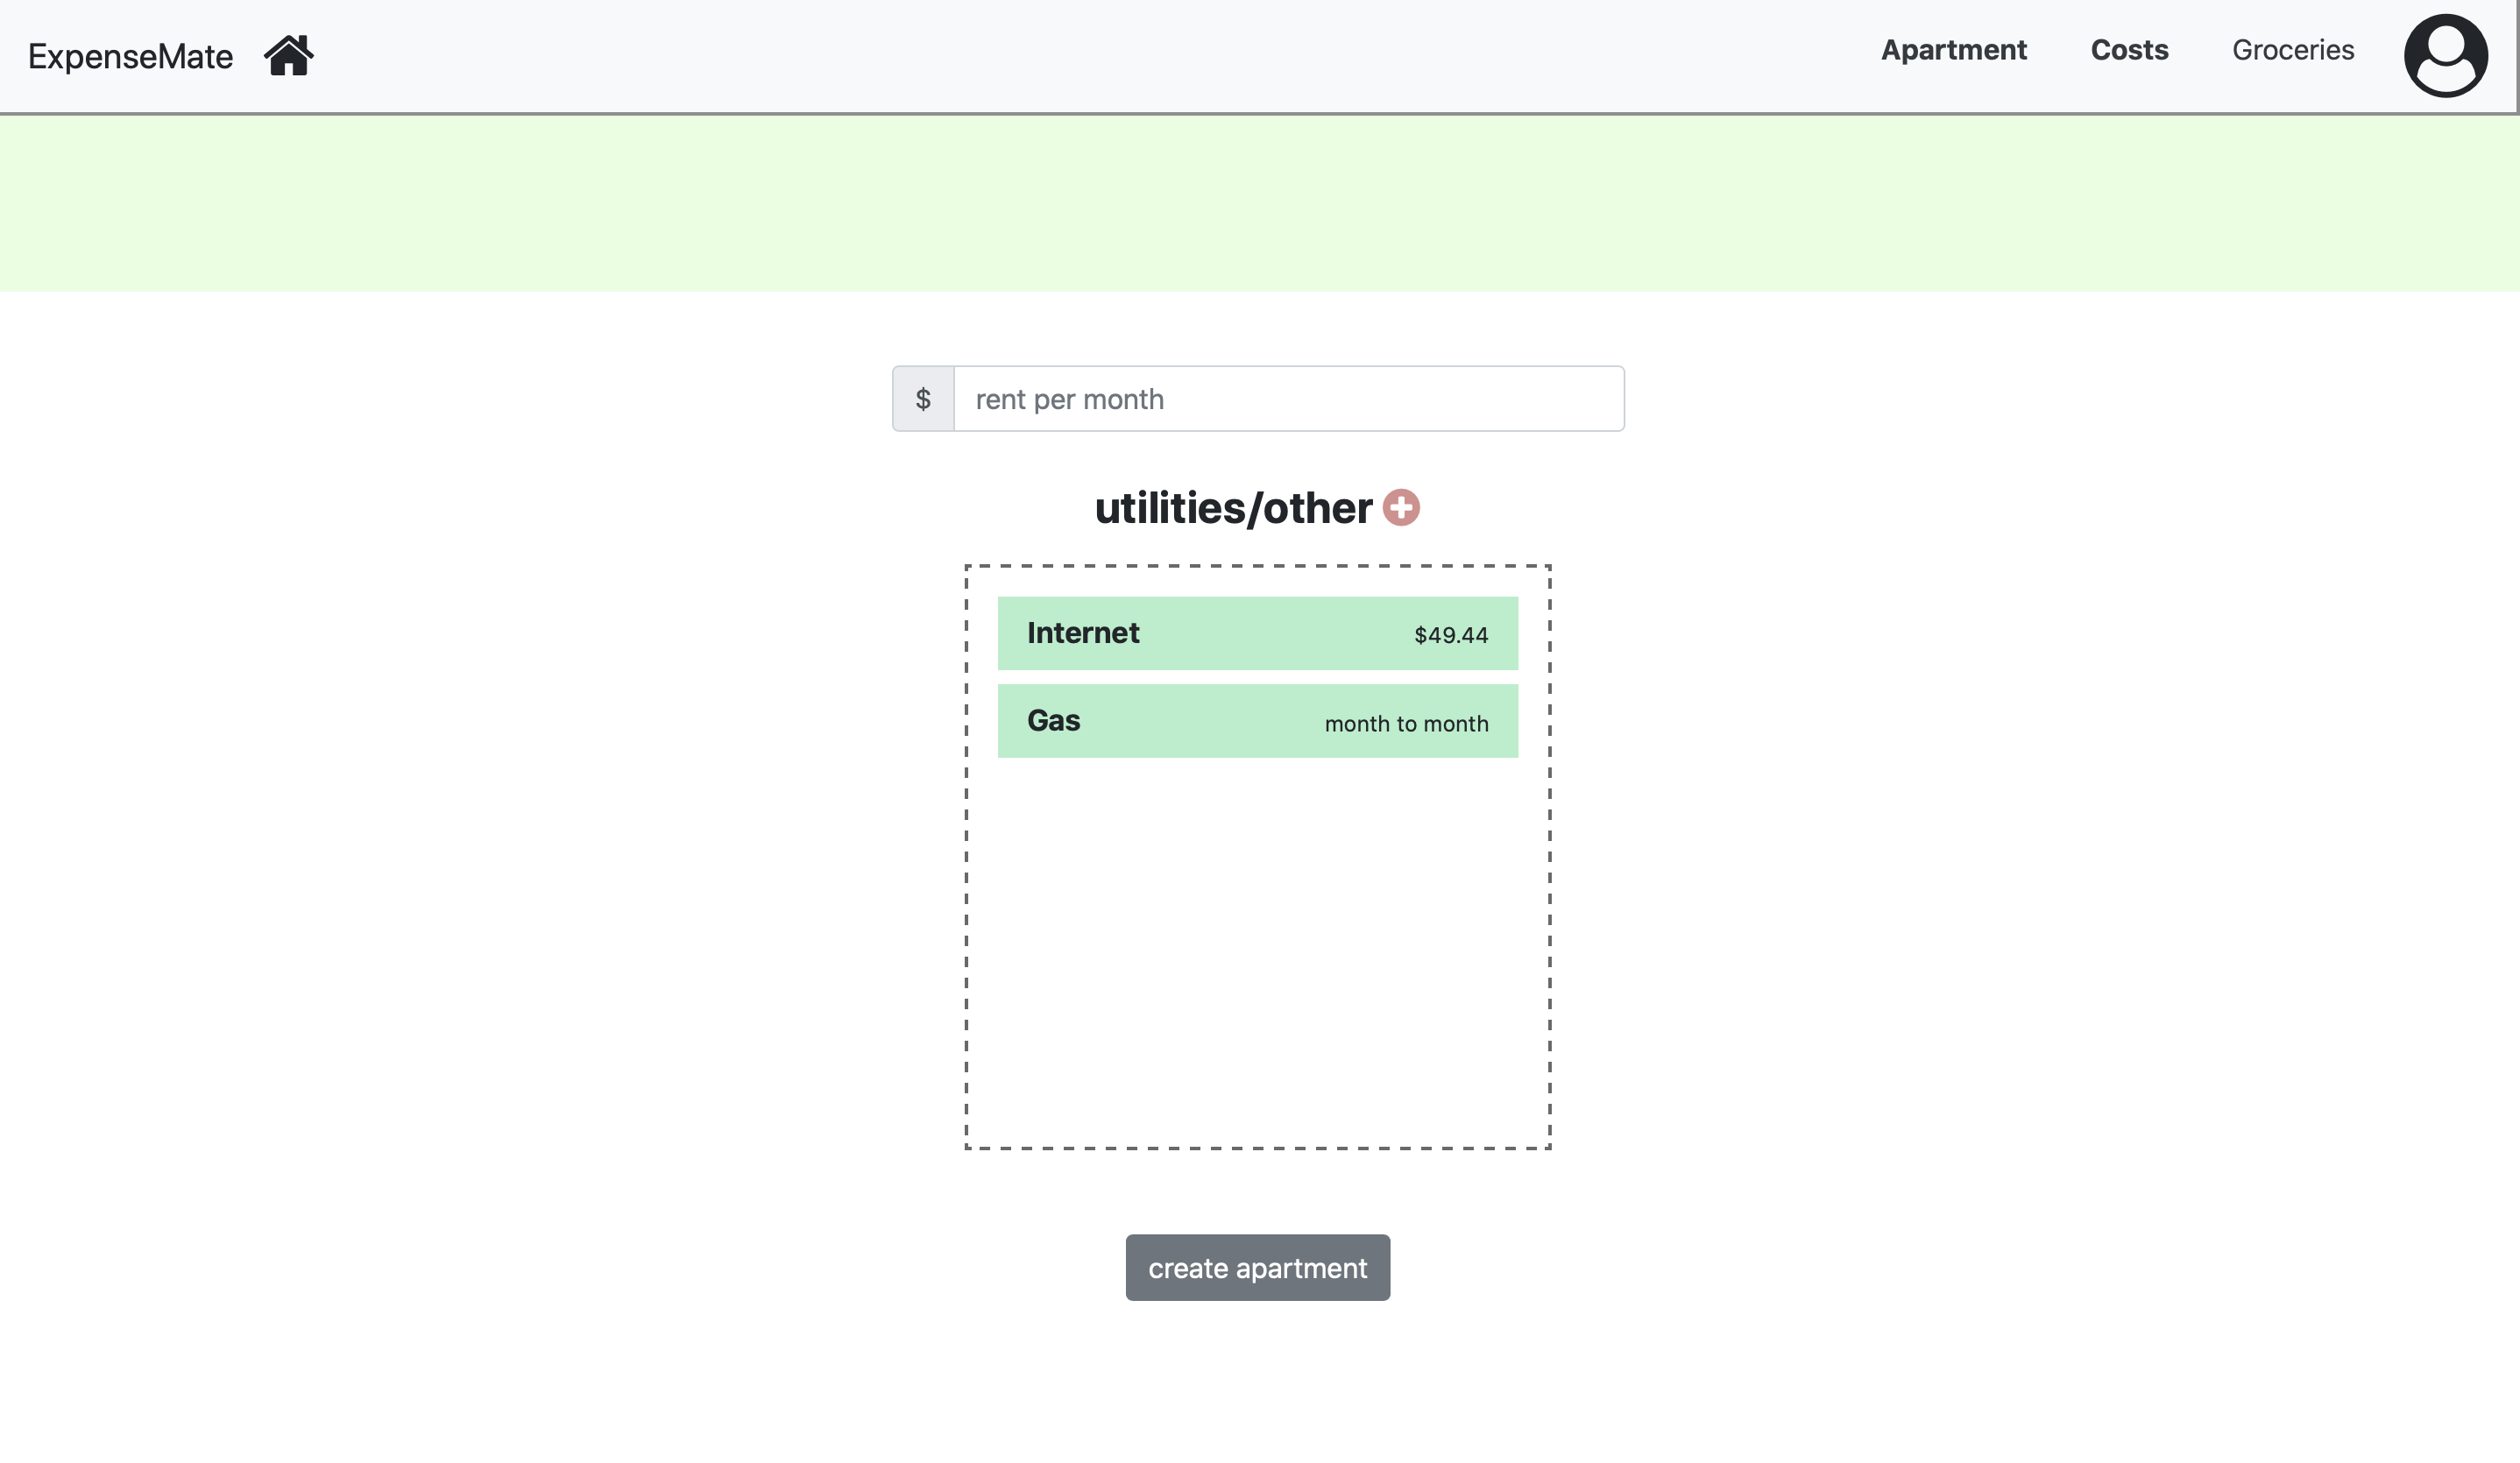 ExpenseMate Apartment Costs Groceries
$ rent per month
utilities/other
Internet $49.44
Gas month to month
create apartment